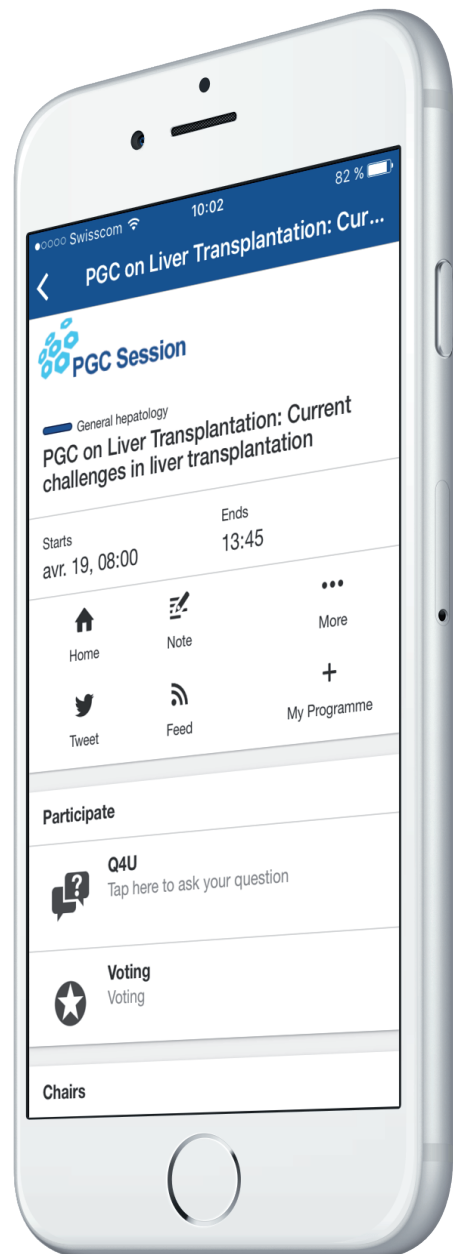 ●○○○○ Swisscom 10:02 82 %
PGC on Liver Transplantation: Cur...
PGC Session
General hepatology
PGC on Liver Transplantation: Current
challenges in liver transplantation
Starts Ends
avr. 19, 08:00 13:45
Home Note More
Tweet Feed My Programme
Participate
Q4U
Tap here to ask your question
Voting
Voting
Chairs